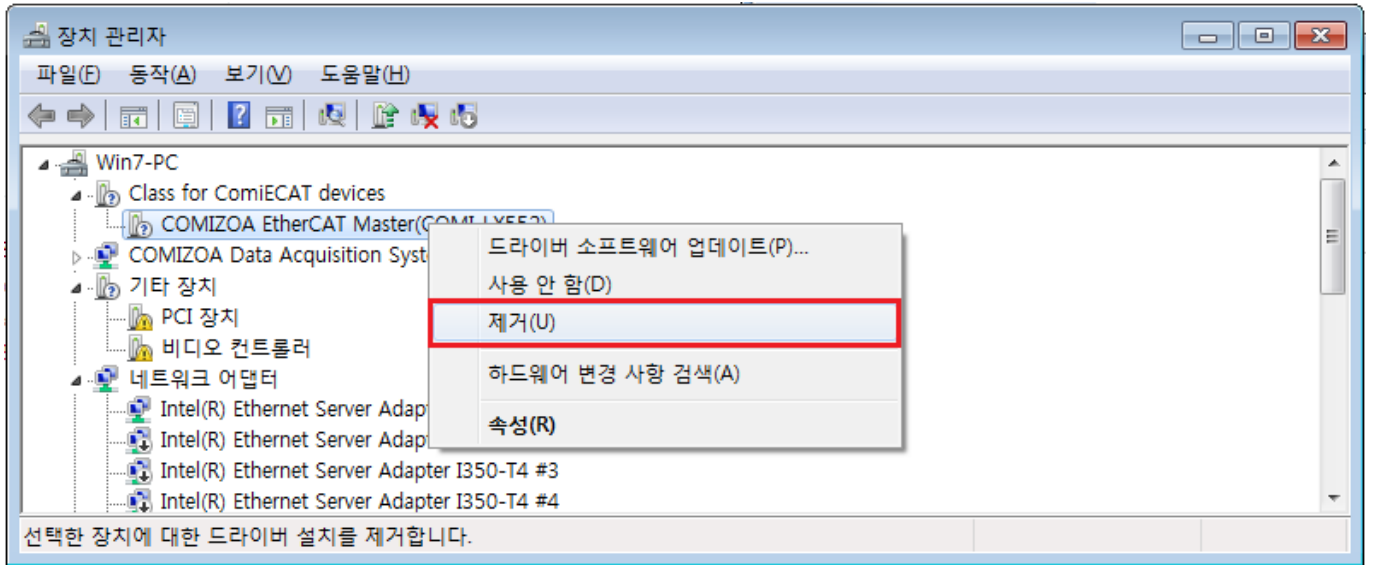 장치 관리자
파일(F) 동작(A) 보기(V) 도움말(H)
Win7-PC
Class for ComiECAT devices
COMIZOA EtherCAT Master(COMI-LX552)
COMIZOA Data Acquisition Syst
기타 장치
PCI 장치
비디오 컨트롤러
네트워크 어댑터
Intel(R) Ethernet Server Adap
Intel(R) Ethernet Server Adap
Intel(R) Ethernet Server Adapter I350-T4 #3
Intel(R) Ethernet Server Adapter I350-T4 #4
드라이버 소프트웨어 업데이트(P)...
사용 안 함(D)
제거(U)
하드웨어 변경 사항 검색(A)
속성(R)
선택한 장치에 대한 드라이버 설치를 제거합니다.